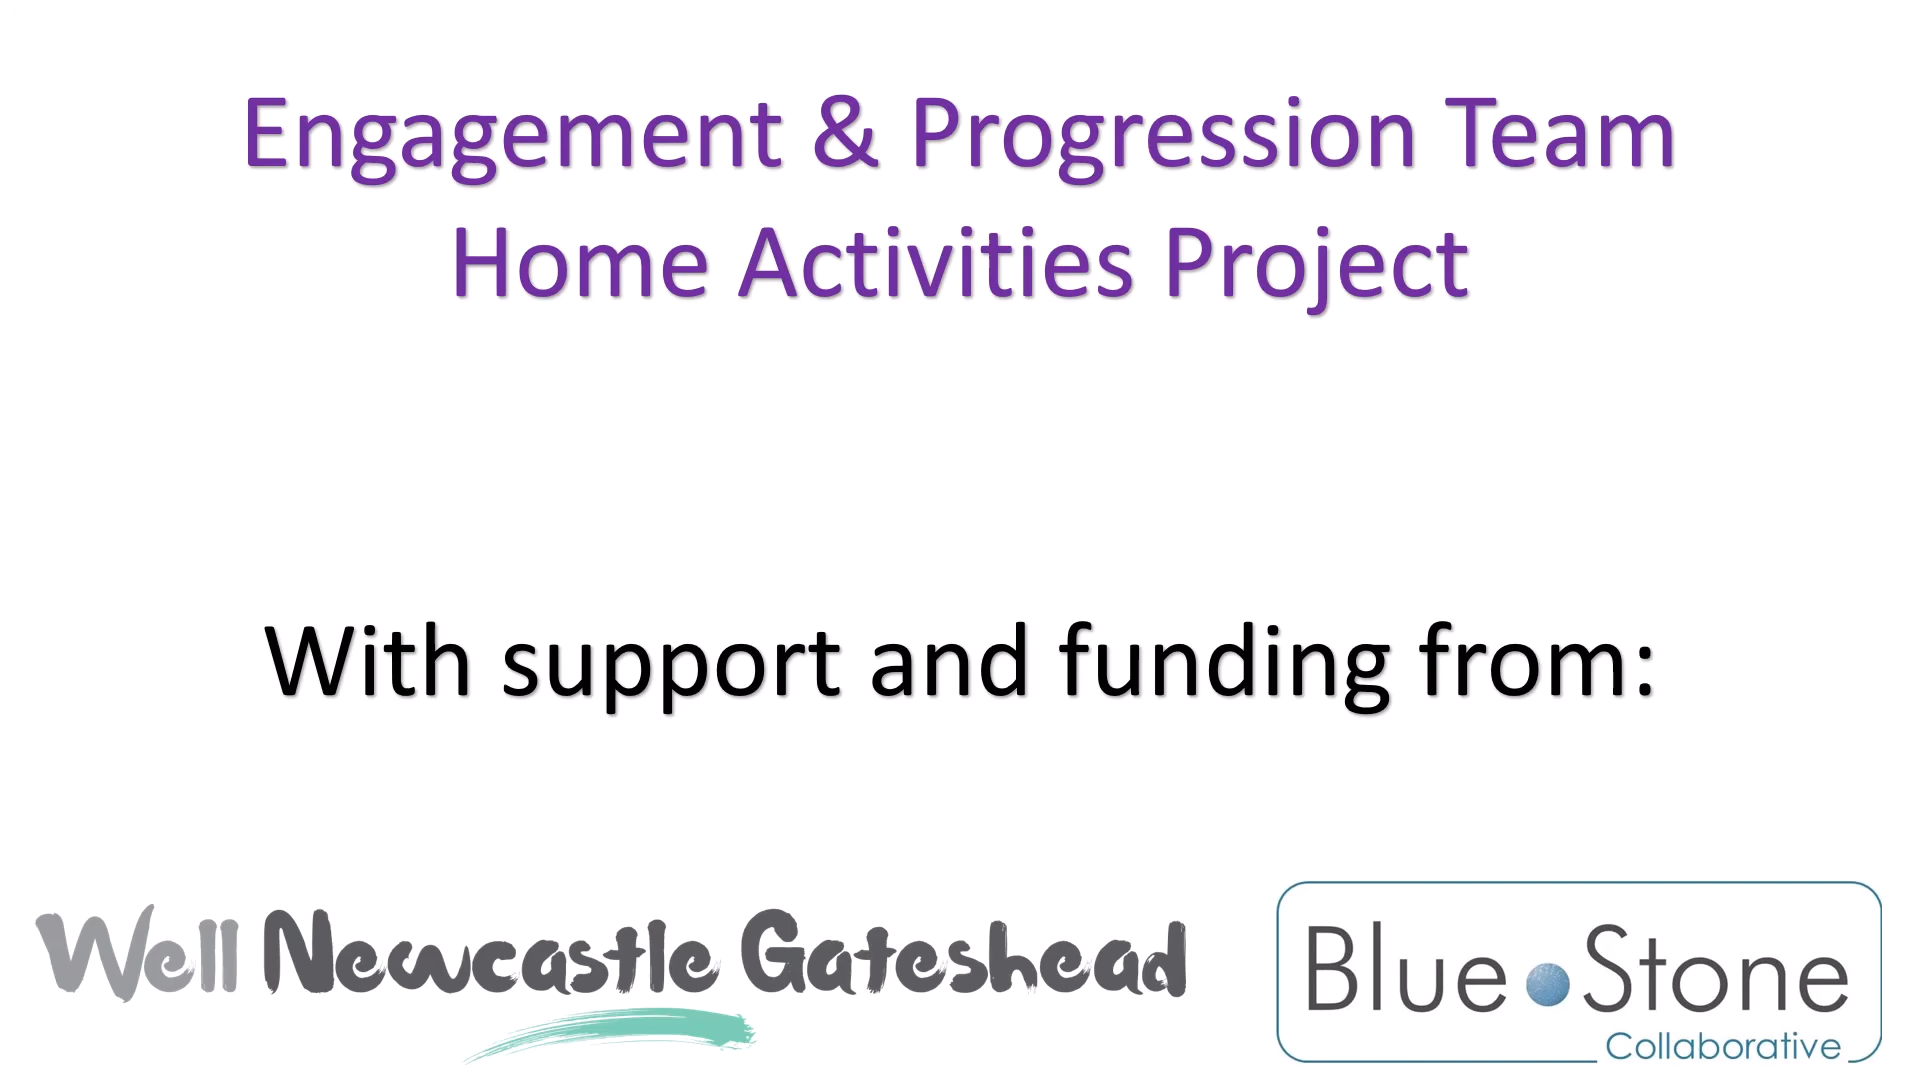 Engagement & Progression Team
Home Activities Project
With support and funding from:
Well Newcastle Gateshead
Blue Stone
Collaborative